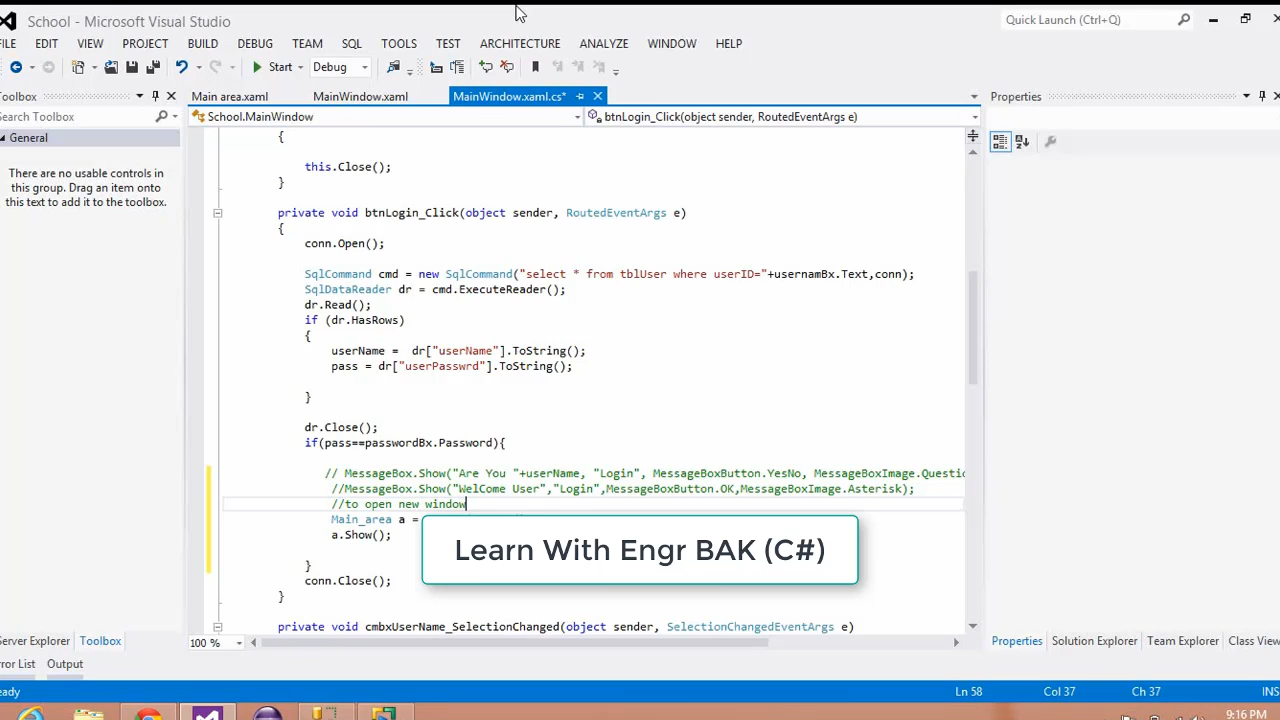 School - Microsoft Visual Studio
Quick Launch (Ctrl+Q)
FILE EDIT VIEW PROJECT BUILD DEBUG TEAM SQL TOOLS TEST ARCHITECTURE ANALYZE WINDOW HELP
Start Debug
Toolbox
Main area.xaml MainWindow.xaml MainWindow.xaml.cs*
Properties
Search Toolbox
School.MainWindow
btnLogin_Click(object sender, RoutedEventArgs e)
General
There are no usable controls in
this group. Drag an item onto
this text to add it to the toolbox.
{
this.Close();
}
private void btnLogin_Click(object sender, RoutedEventArgs e)
{
conn.Open();
SqlCommand cmd = new SqlCommand("select * from tblUser where userID="+usernamBx.Text,conn);
SqlDataReader dr = cmd.ExecuteReader();
dr.Read();
if (dr.HasRows)
{
userName = dr["userName"].ToString();
pass = dr["userPasswrd"].ToString();
}
dr.Close();
if(pass==passwordBx.Password){
// MessageBox.Show("Are You "+userName, "Login", MessageBoxButton.YesNo, MessageBoxImage.Questio
//MessageBox.Show("WelCome User","Login",MessageBoxButton.OK,MessageBoxImage.Asterisk);
//to open new window
Main_area a =
a.Show();
Learn With Engr BAK (C#)
}
conn.Close();
}
private void cmbxUserName_SelectionChanged(object sender, SelectionChangedEventArgs e)
100 %
Server Explorer Toolbox
Properties Solution Explorer Team Explorer Class View
Error List Output
Ready
Ln 58 Col 37 Ch 37 INS
9:16 PM